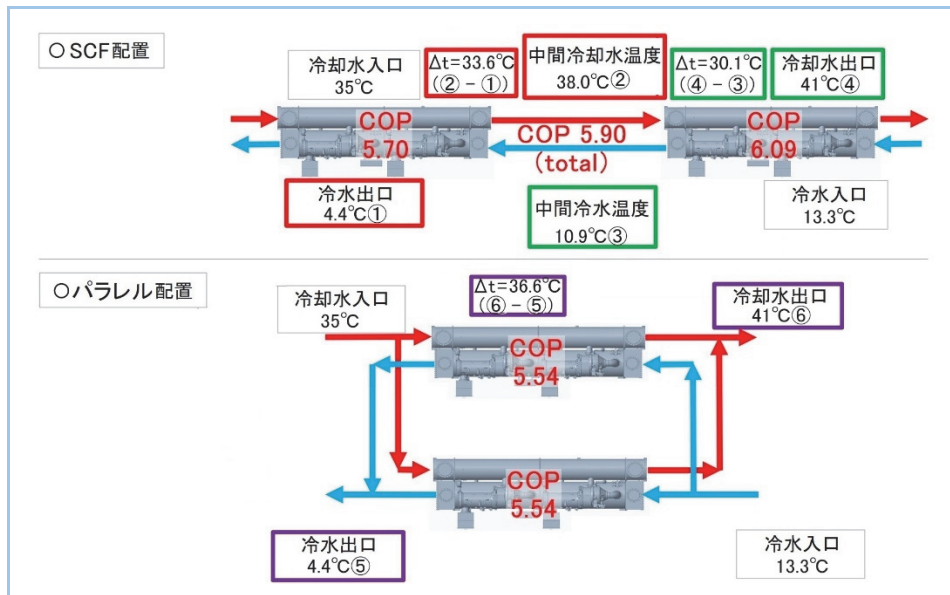 ○SCF配置
冷却水入口
35℃
Δt=33.6℃
(②－①)
中間冷却水温度
38.0℃②
Δt=30.1℃
(④－③)
冷却水出口
41℃④
COP
5.70
COP 5.90
(total)
COP
6.09
冷水出口
4.4℃①
中間冷水温度
10.9℃③
冷水入口
13.3℃
○パラレル配置
冷却水入口
35℃
Δt=36.6℃
(⑥－⑤)
冷却水出口
41℃⑥
COP
5.54
COP
5.54
冷水出口
4.4℃⑤
冷水入口
13.3℃